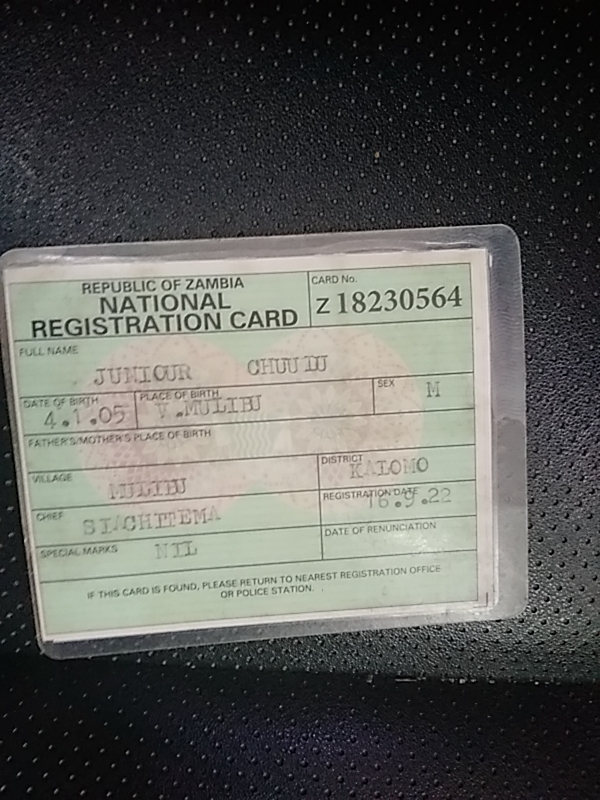 REPUBLIC OF ZAMBIA
NATIONAL
REGISTRATION CARD
CARD No.
Z 18230564
FULL NAME
JUNIOUR CHUUDU
DATE OF BIRTH
4.1.05
PLACE OF BIRTH
V.MULIBU
SEX
M
FATHER'S/MOTHER'S PLACE OF BIRTH
VILLAGE
MULIBU
DISTRICT
KALOMO
CHIEF
SIACHITEMA
REGISTRATION DATE
16.9.22
SPECIAL MARKS
NIL
DATE OF RENUNCIATION
IF THIS CARD IS FOUND, PLEASE RETURN TO NEAREST REGISTRATION OFFICE
OR POLICE STATION.